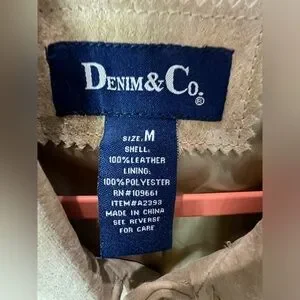 DENIM & CO.®
SIZE: M
SHELL:
100%LEATHER
LINING:
100%POLYESTER
RN#109661
ITEM#A2393
MADE IN CHINA
SEE REVERSE
FOR CARE